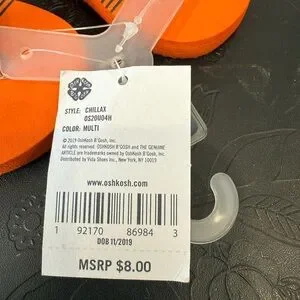 STYLE: CHILLAX
OS20U04H
COLOR: MULTI
© 2019 OshKosh B'Gosh, Inc.
All rights reserved. OSHKOSH B'GOSH and THE GENUINE
ARTICLE are trademarks owned by OshKosh B'Gosh, Inc.
Distributed by Vida Shoes Inc., New York, NY 10019
www.oshkosh.com
1 92170 86984 3
DOB 11/2019
MSRP $8.00